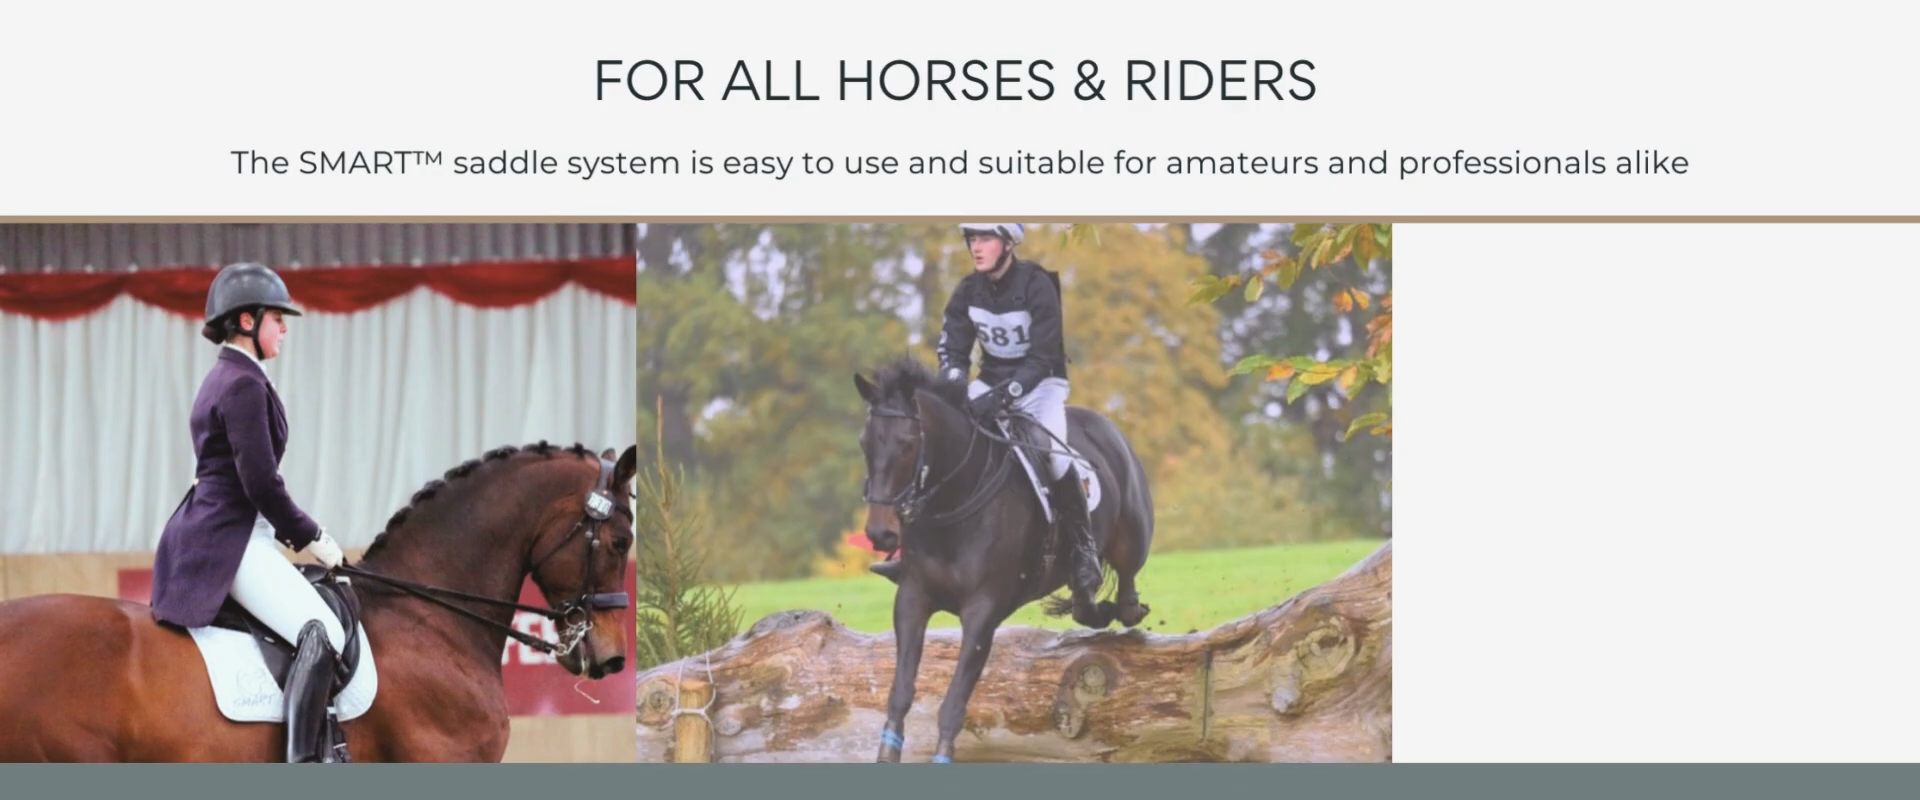 FOR ALL HORSES & RIDERS
The SMART™ saddle system is easy to use and suitable for amateurs and professionals alike
581
SMART